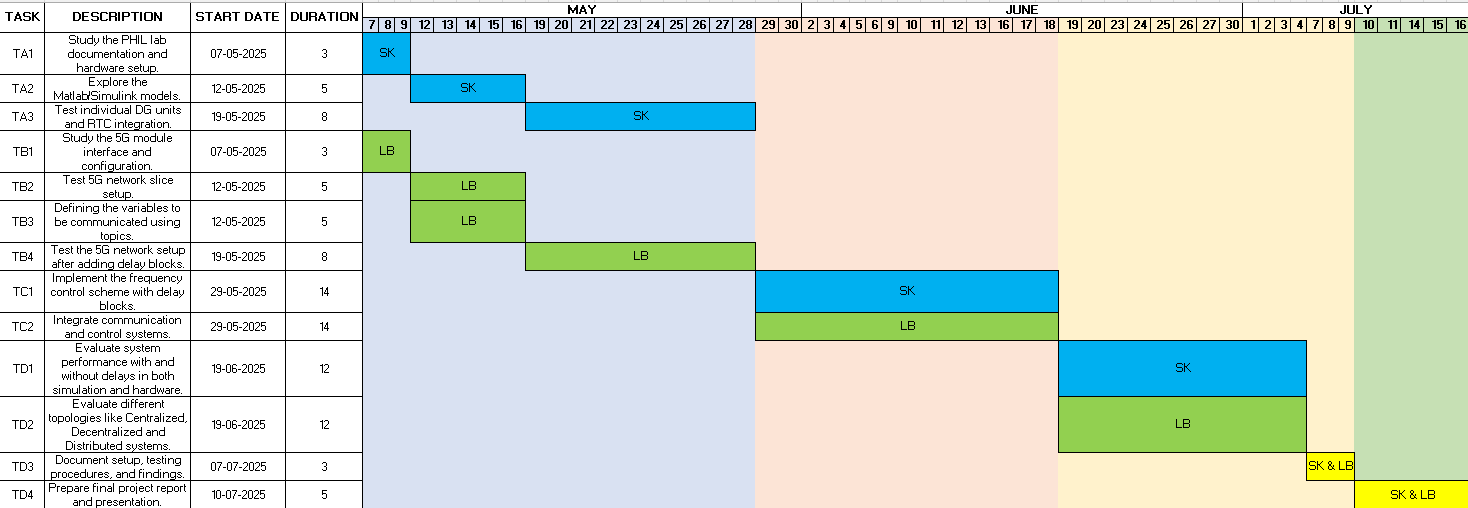 TASK DESCRIPTION START DATE DURATION MAY JUNE JULY
7 8 9 12 13 14 15 16 19 20 21 22 23 24 25 26 27 28 29 30 2 3 4 5 6 9 10 11 12 13 16 17 18 19 20 23 24 25 26 27 30 1 2 3 4 7 8 9 10 11 14 15 16
TA1 Study the PHIL lab
documentation and
hardware setup. 07-05-2025 3 SK
TA2 Explore the
Matlab/Simulink models. 12-05-2025 5 SK
TA3 Test individual DG units
and RTC integration. 19-05-2025 8 SK
TB1 Study the 5G module
interface and
configuration. 07-05-2025 3 LB
TB2 Test 5G network slice
setup. 12-05-2025 5 LB
TB3 Defining the variables to
be communicated using
topics. 12-05-2025 5 LB
TB4 Test the 5G network setup
after adding delay blocks. 19-05-2025 8 LB
TC1 Implement the frequency
control scheme with delay
blocks. 29-05-2025 14 SK
TC2 Integrate communication
and control systems. 29-05-2025 14 LB
TD1 Evaluate system
performance with and
without delays in both
simulation and hardware. 19-06-2025 12 SK
TD2 Evaluate different
topologies like Centralized,
Decentralized and
Distributed systems. 19-06-2025 12 LB
TD3 Document setup, testing
procedures, and findings. 07-07-2025 3 SK & LB
TD4 Prepare final project report
and presentation. 10-07-2025 5 SK & LB